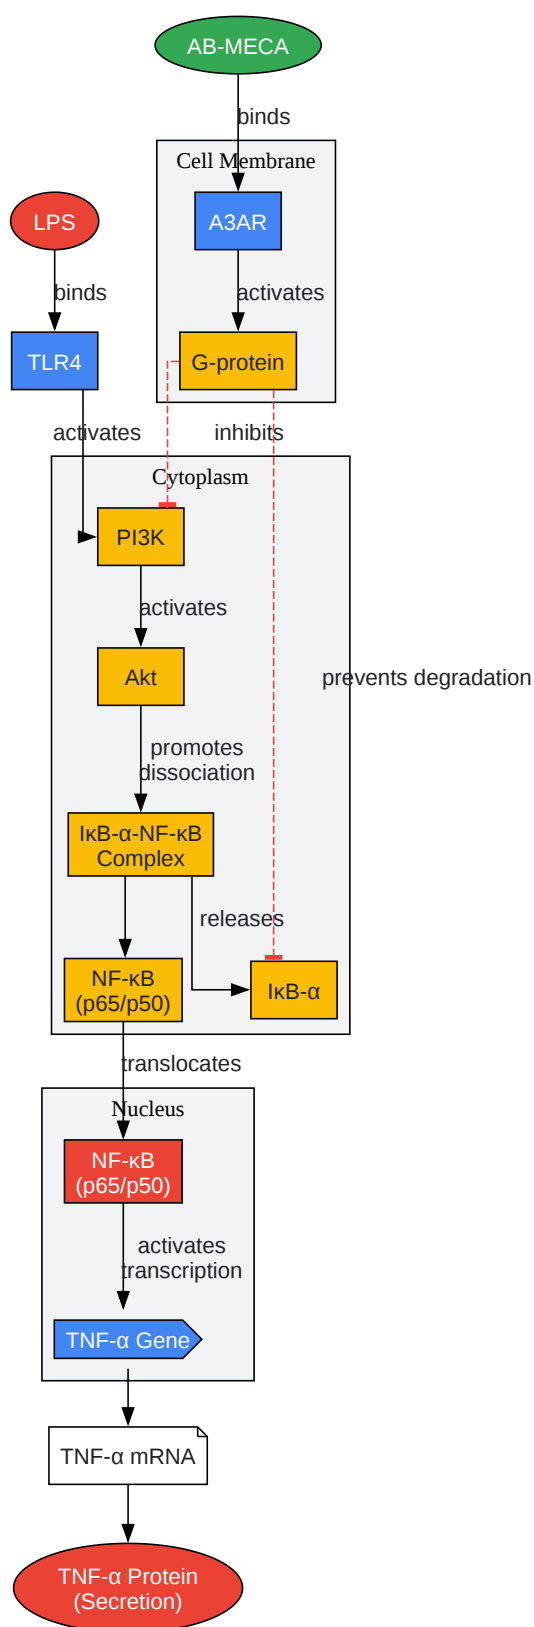 AB-MECA
binds
Cell Membrane
LPS
A3AR
binds
activates
TLR4
G-protein
activates
inhibits
Cytoplasm
PI3K
activates
Akt
prevents degradation
promotes
dissociation
IκB-α-NF-κB
Complex
releases
NF-κB
(p65/p50)
IκB-α
translocates
Nucleus
NF-κB
(p65/p50)
activates
transcription
TNF-α Gene
TNF-α mRNA
TNF-α Protein
(Secretion)